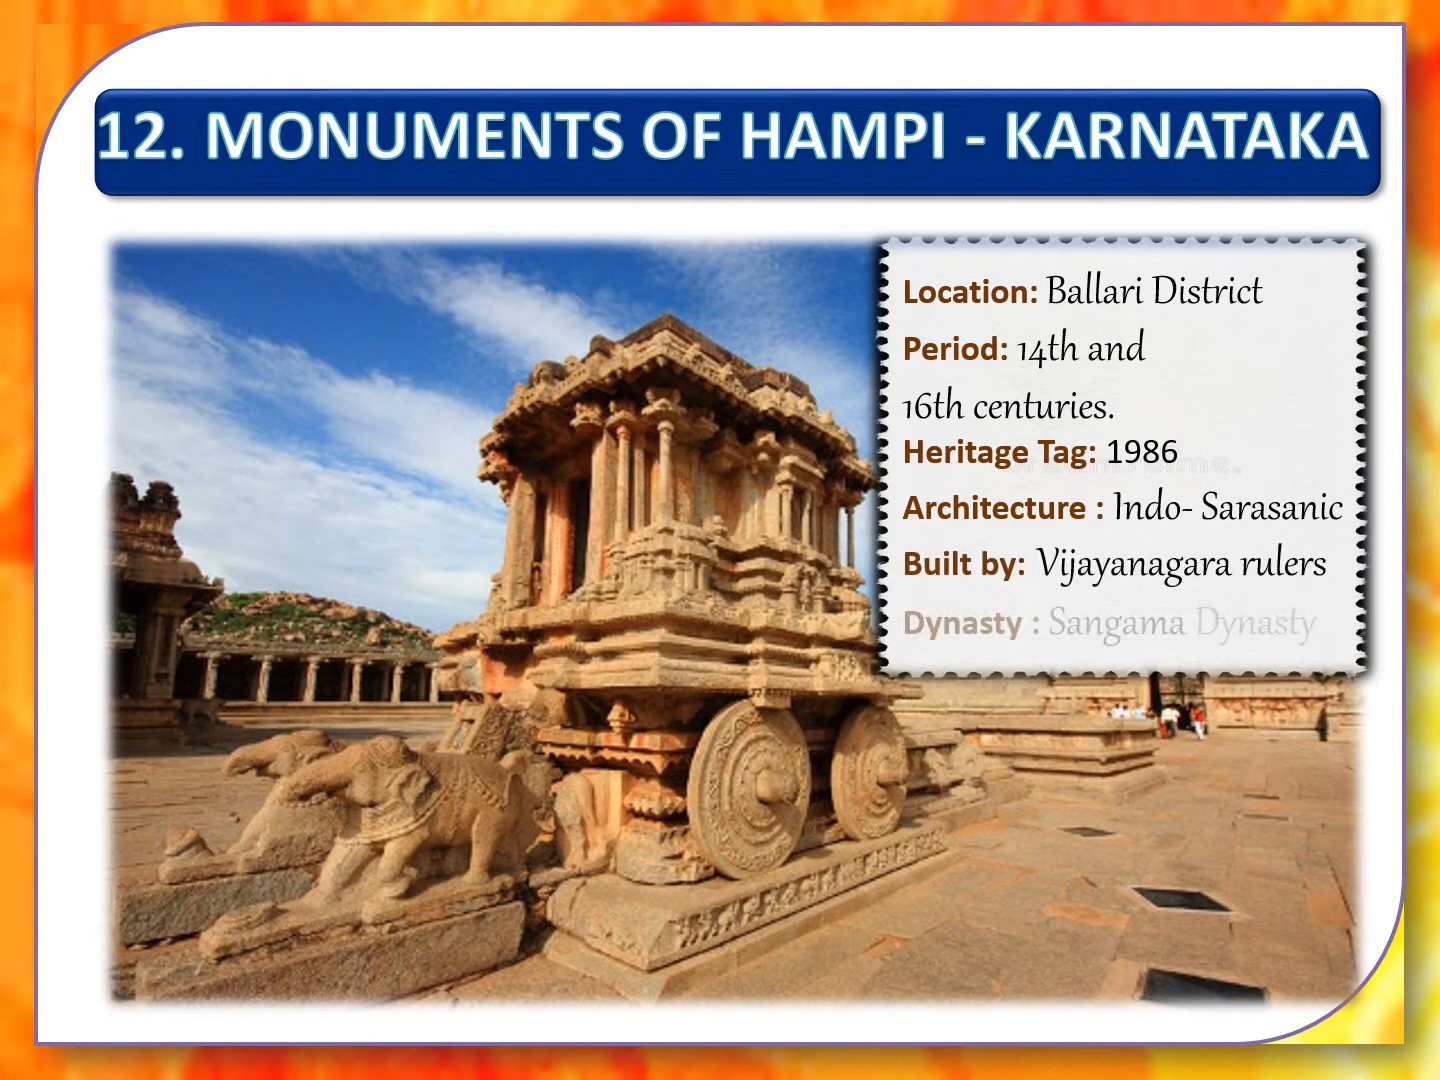 12. MONUMENTS OF HAMPI - KARNATAKA
Location: Ballari District
Period: 14th and
16th centuries.
Heritage Tag: 1986
Architecture : Indo- Sarasanic
Built by: Vijayanagara rulers
Dynasty : Sangama Dynasty